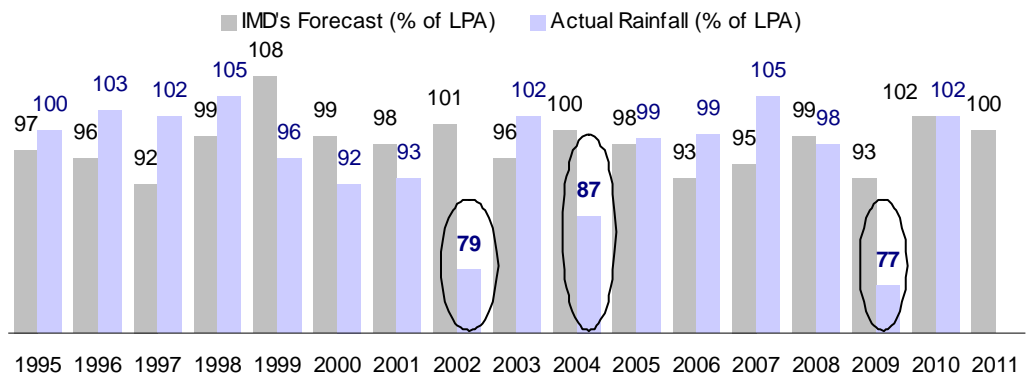 IMD's Forecast (% of LPA) Actual Rainfall (% of LPA)
97 100 96 103 92 102 99 105 108 96 99 92 98 93 101 79 96 102 100 87 98 99 93 99 95 105 99 98 93 77 102 102 100
1995 1996 1997 1998 1999 2000 2001 2002 2003 2004 2005 2006 2007 2008 2009 2010 2011